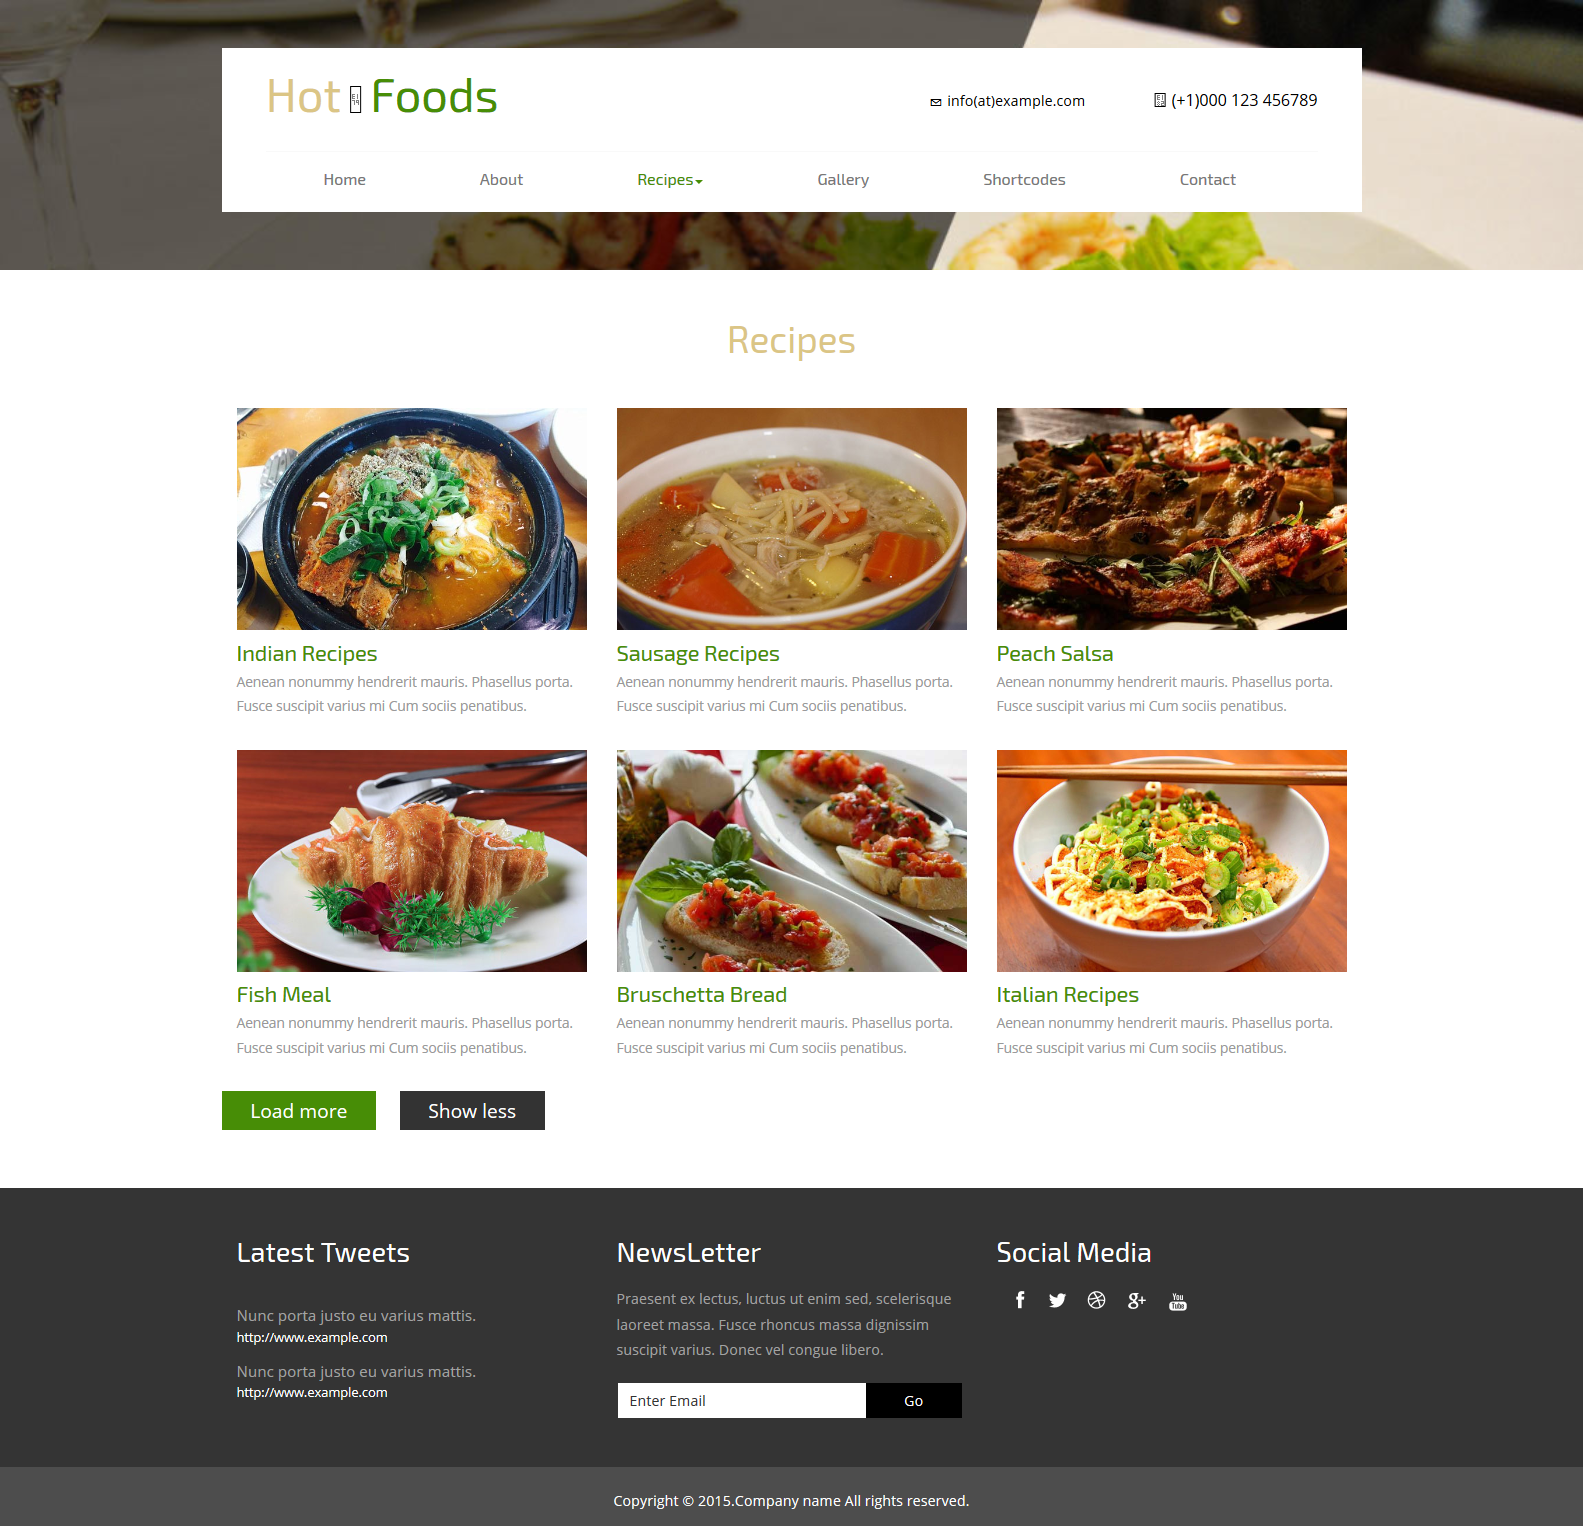 Hot Foods
info(at)example.com
(+1)000 123 456789
Home About Recipes Gallery Shortcodes Contact
Recipes
Indian Recipes
Aenean nonummy hendrerit mauris. Phasellus porta.
Fusce suscipit varius mi Cum sociis penatibus.
Sausage Recipes
Aenean nonummy hendrerit mauris. Phasellus porta.
Fusce suscipit varius mi Cum sociis penatibus.
Peach Salsa
Aenean nonummy hendrerit mauris. Phasellus porta.
Fusce suscipit varius mi Cum sociis penatibus.
Fish Meal
Aenean nonummy hendrerit mauris. Phasellus porta.
Fusce suscipit varius mi Cum sociis penatibus.
Bruschetta Bread
Aenean nonummy hendrerit mauris. Phasellus porta.
Fusce suscipit varius mi Cum sociis penatibus.
Italian Recipes
Aenean nonummy hendrerit mauris. Phasellus porta.
Fusce suscipit varius mi Cum sociis penatibus.
Load more
Show less
Latest Tweets
Nunc porta justo eu varius mattis.
http://www.example.com
Nunc porta justo eu varius mattis.
http://www.example.com
NewsLetter
Praesent ex lectus, luctus ut enim sed, scelerisque
laoreet massa. Fusce rhoncus massa dignissim
suscipit varius. Donec vel congue libero.
Enter Email
Go
Social Media
You
Tube
Copyright © 2015.Company name All rights reserved.